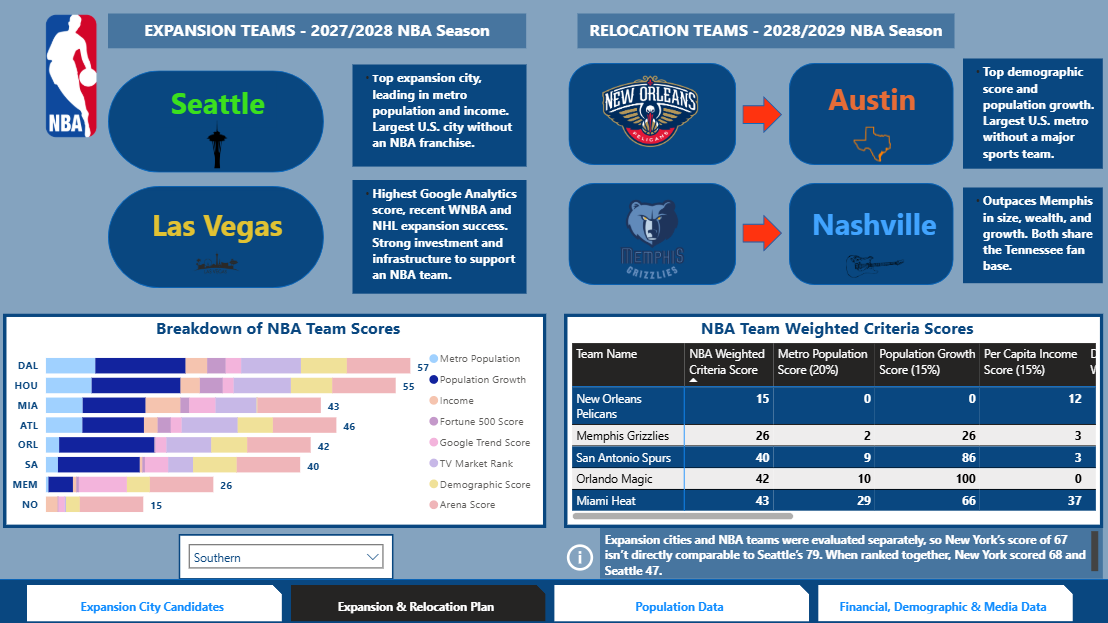 EXPANSION TEAMS - 2027/2028 NBA Season
RELOCATION TEAMS - 2028/2029 NBA Season
NBA
Seattle
· Top expansion city,
leading in metro
population and income.
Largest U.S. city without
an NBA franchise.
Las Vegas
· Highest Google Analytics
score, recent WNBA and
NHL expansion success.
Strong investment and
infrastructure to support
an NBA team.
NEW ORLEANS
PELICANS
Austin
· Top demographic
score and
population growth.
Largest U.S. metro
without a major
sports team.
MEMPHIS
GRIZZLIES
Nashville
· Outpaces Memphis
in size, wealth, and
growth. Both share
the Tennessee fan
base.
Breakdown of NBA Team Scores
DAL 57
HOU 55
MIA 43
ATL 46
ORL 42
SA 40
MEM 26
NO 15
Metro Population
Population Growth
Income
Fortune 500 Score
Google Trend Score
TV Market Rank
Demographic Score
Arena Score
NBA Team Weighted Criteria Scores
Team Name NBA Weighted Metro Population Population Growth Per Capita Income D
Criteria Score Score (20%) Score (15%) Score (15%) W
New Orleans 15 0 0 12
Pelicans
Memphis Grizzlies 26 2 26 3
San Antonio Spurs 40 9 86 3
Orlando Magic 42 10 100 0
Miami Heat 43 29 66 37
Southern
Expansion cities and NBA teams were evaluated separately, so New York's score of 67
isn't directly comparable to Seattle's 79. When ranked together, New York scored 68 and
Seattle 47.
Expansion City Candidates
Expansion & Relocation Plan
Population Data
Financial, Demographic & Media Data